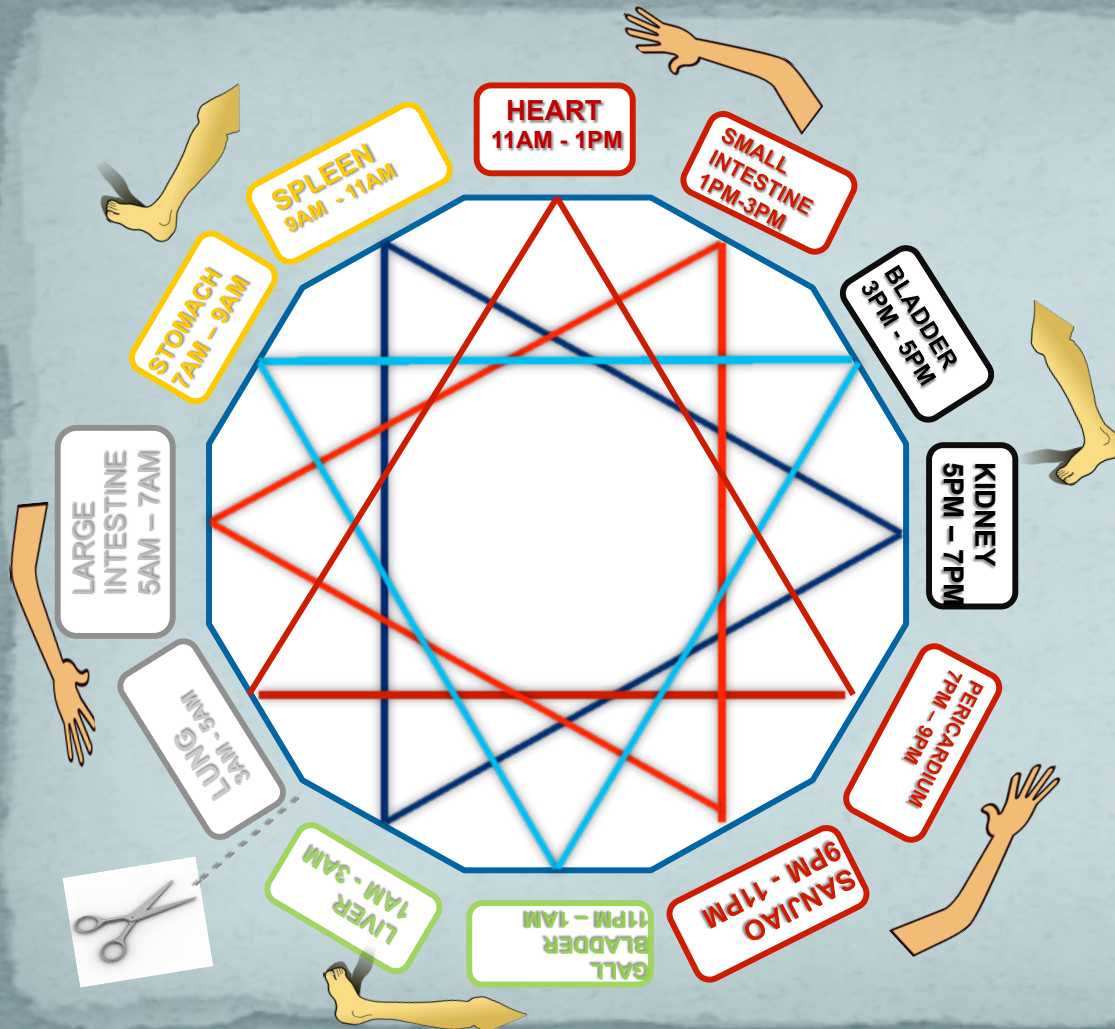 HEART
11AM - 1PM
SMALL
INTESTINE
1PM-3PM
BLADDER
3PM - 5PM
KIDNEY
5PM – 7PM
PERICARDIUM
7PM – 9PM
SANJIAO
9PM - 11PM
GALL
BLADDER
11PM – 1AM
LIVER
1AM - 3AM
LUNG
3AM - 5AM
LARGE
INTESTINE
5AM – 7AM
STOMACH
7AM – 9AM
SPLEEN
9AM - 11AM